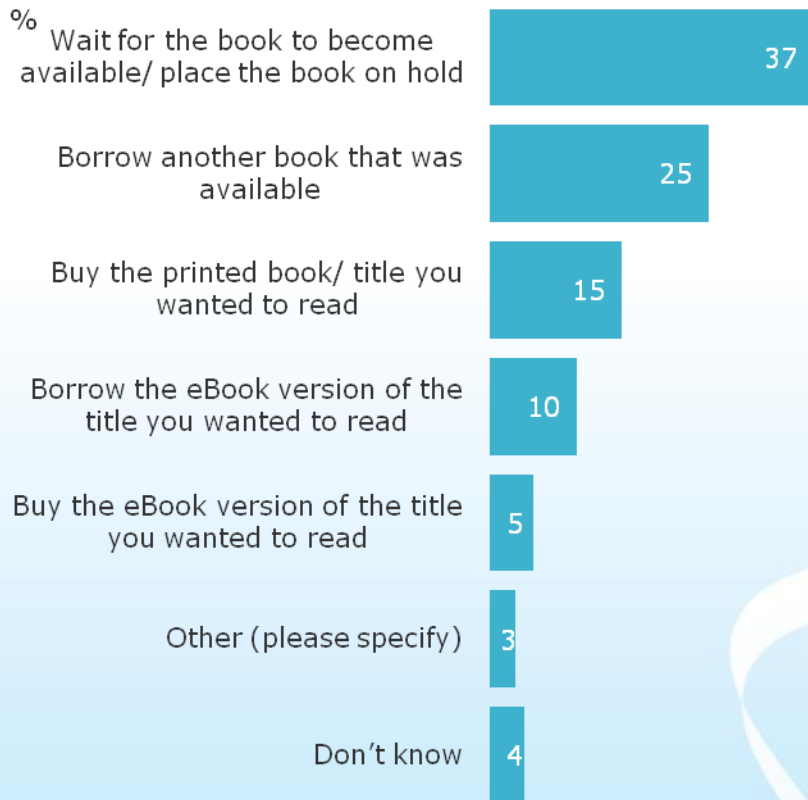 %
Wait for the book to become
available/ place the book on hold
37
Borrow another book that was
available
25
Buy the printed book/ title you
wanted to read
15
Borrow the eBook version of the
title you wanted to read
10
Buy the eBook version of the title
you wanted to read
5
Other (please specify)
3
Don’t know
4